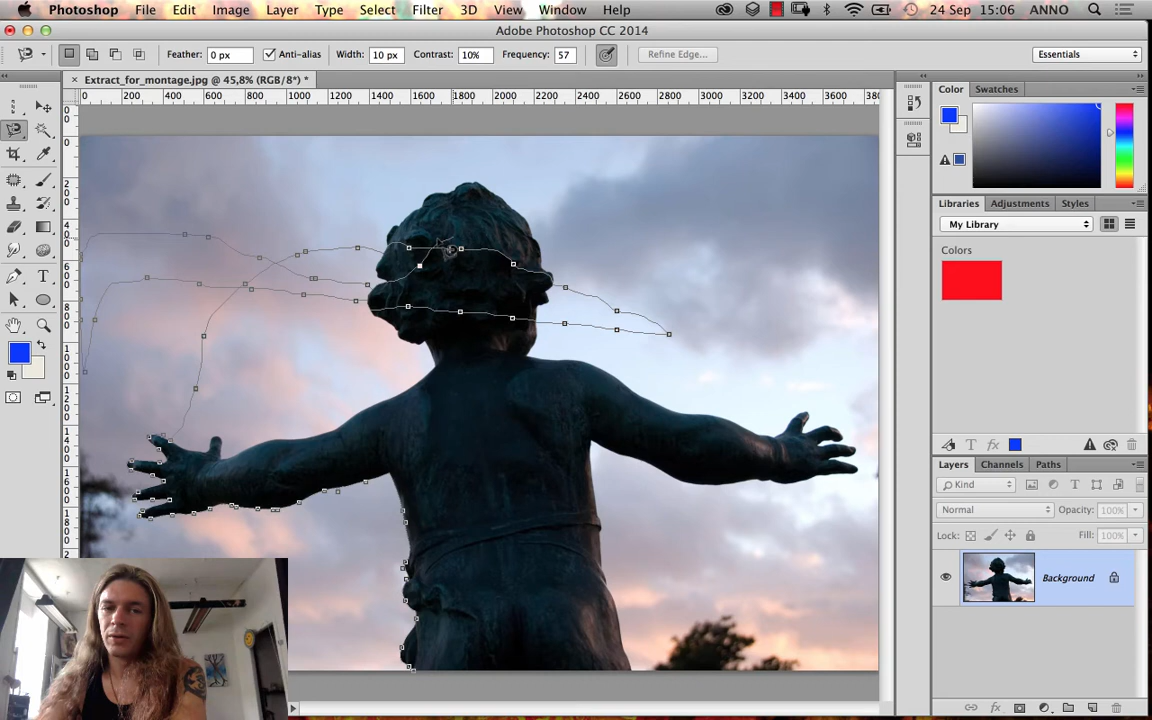 Photoshop File Edit Image Layer Type Select Filter 3D View Window Help 24 Sep 15:06 ANNO
Adobe Photoshop CC 2014
Feather: 0 px Anti-alias Width: 10 px Contrast: 10% Frequency: 57 Refine Edge... Essentials
Extract_for_montage.jpg @ 45,8% (RGB/8*) *
0 200 400 600 800 1000 1200 1400 1600 1800 2000 2200 2400 2600 2800 3000 3200 3400 3600 380
Color Swatches
Libraries Adjustments Styles
My Library
Colors
Layers Channels Paths
Kind
Normal Opacity: 100%
Lock: Fill: 100%
Background